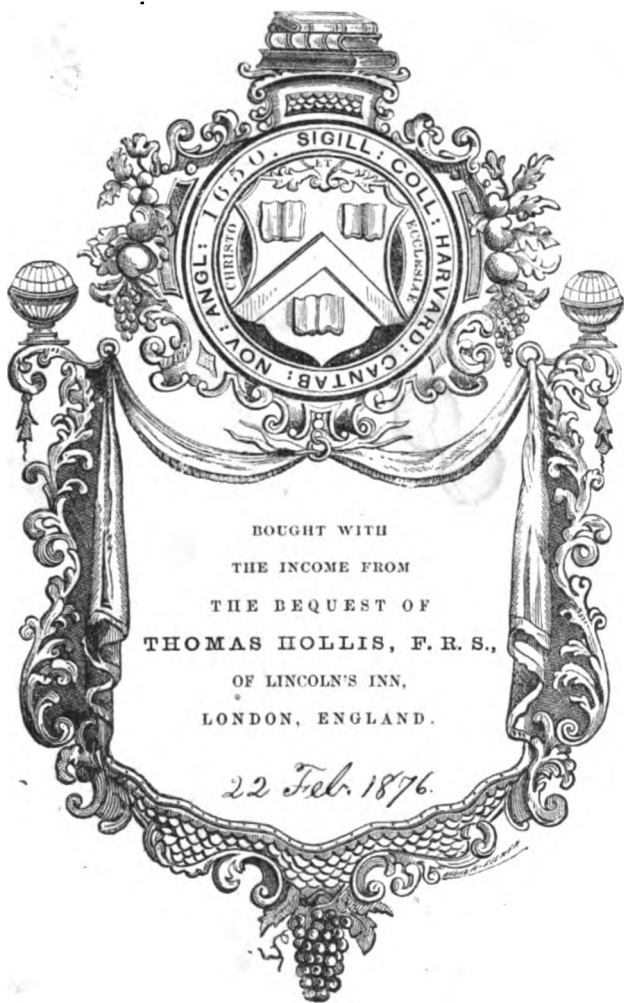 SIGILL: COLL: HARVARD: CANTAB: NOV: ANGL: 1650.
CHRISTO
ET
ECCLESIAE
BOUGHT WITH
THE INCOME FROM
THE BEQUEST OF
THOMAS HOLLIS, F. R. S.,
OF LINCOLN'S INN,
LONDON, ENGLAND.
22 Feb. 1876.